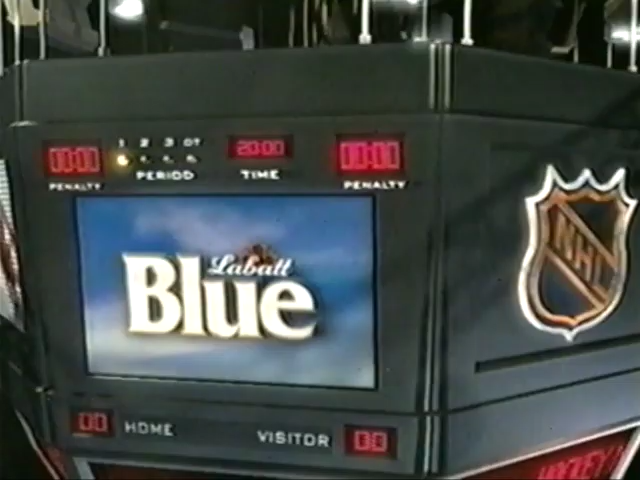 1 2 3 OT
00:00 20:00 00:00
PENALTY PERIOD TIME PENALTY
Labatt
Blue
NHL
00 HOME VISITOR 00